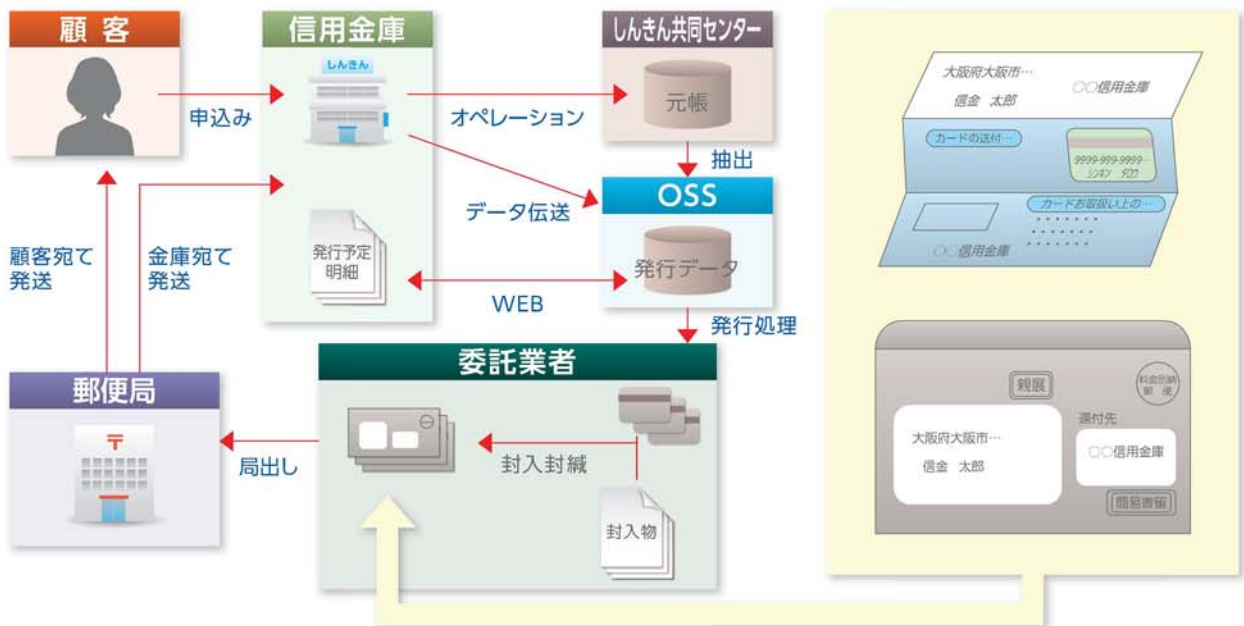 顧客
信用金庫
しんきん共同センター
しんきん
元帳
申込み
オペレーション
抽出
OSS
データ伝送
発行データ
発行予定
明細
WEB
発行処理
顧客宛て
発送
金庫宛て
発送
郵便局
〒
局出し
委託業者
封入封緘
封入物
大阪府大阪市…
信金 太郎
○○信用金庫
カードの送付…
9999-999-9999…
シンキン タロウ
カードお取扱い上の…
○○信用金庫
親展
料金別納
郵便
還付先
大阪府大阪市…
信金 太郎
○○信用金庫
簡易書留